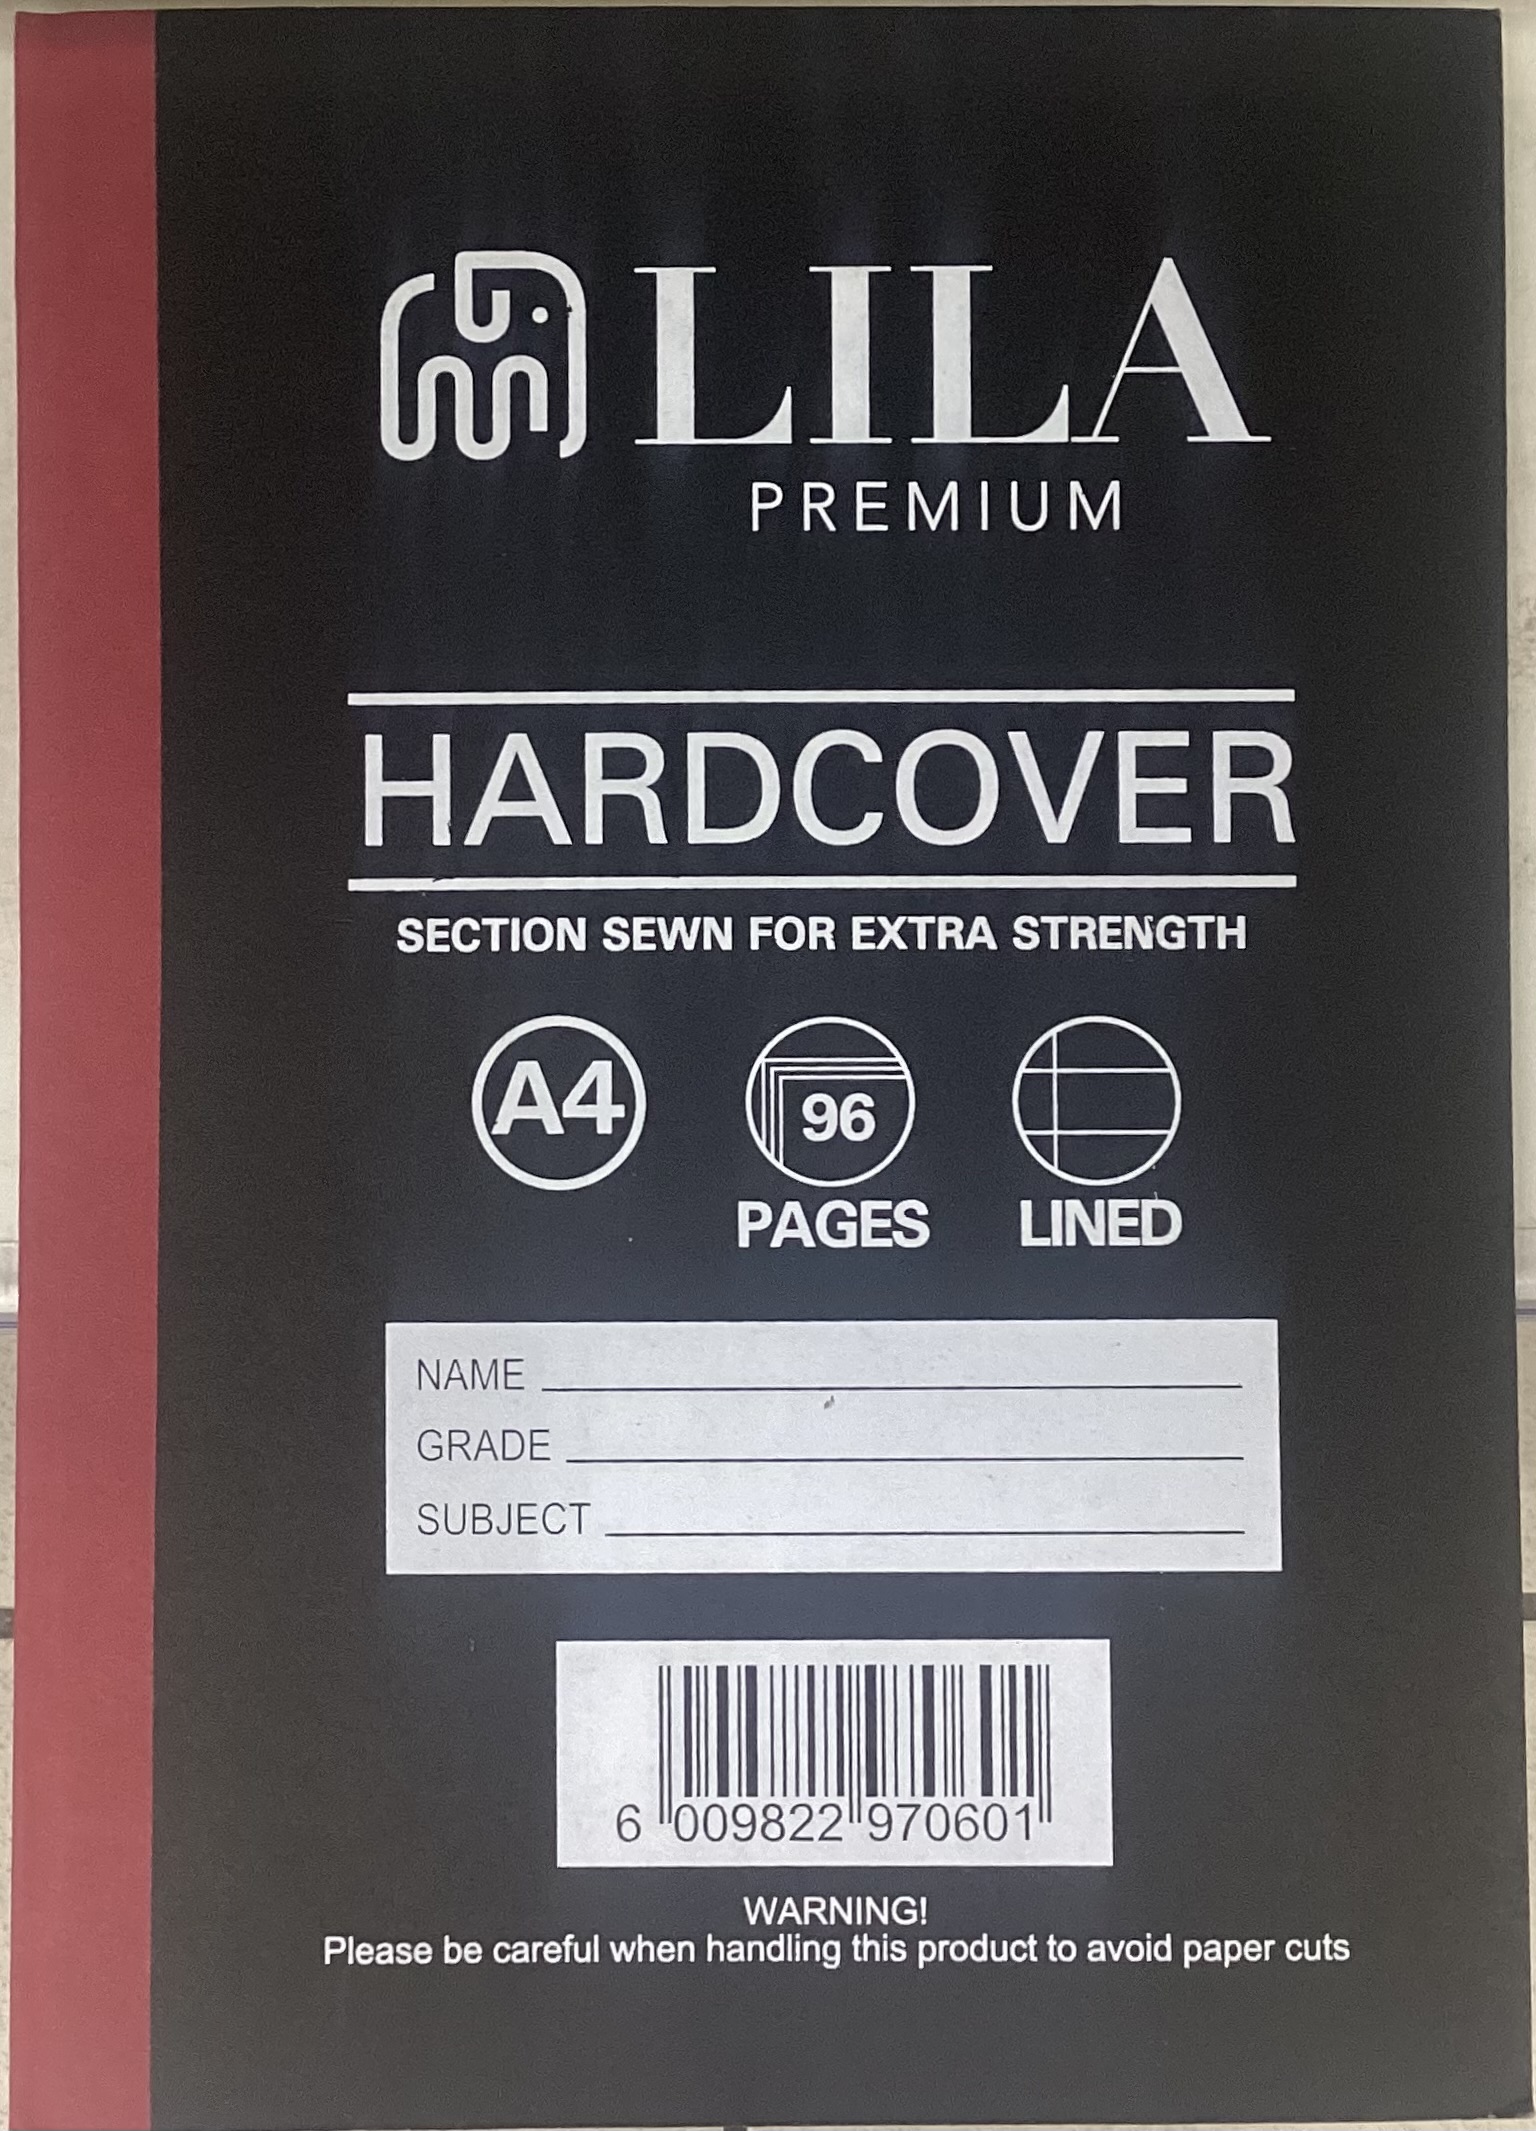 LILA
PREMIUM
HARDCOVER
SECTION SEWN FOR EXTRA STRENGTH
A4
96
PAGES
LINED
NAME
GRADE
SUBJECT
6 009822 970601
WARNING!
Please be careful when handling this product to avoid paper cuts